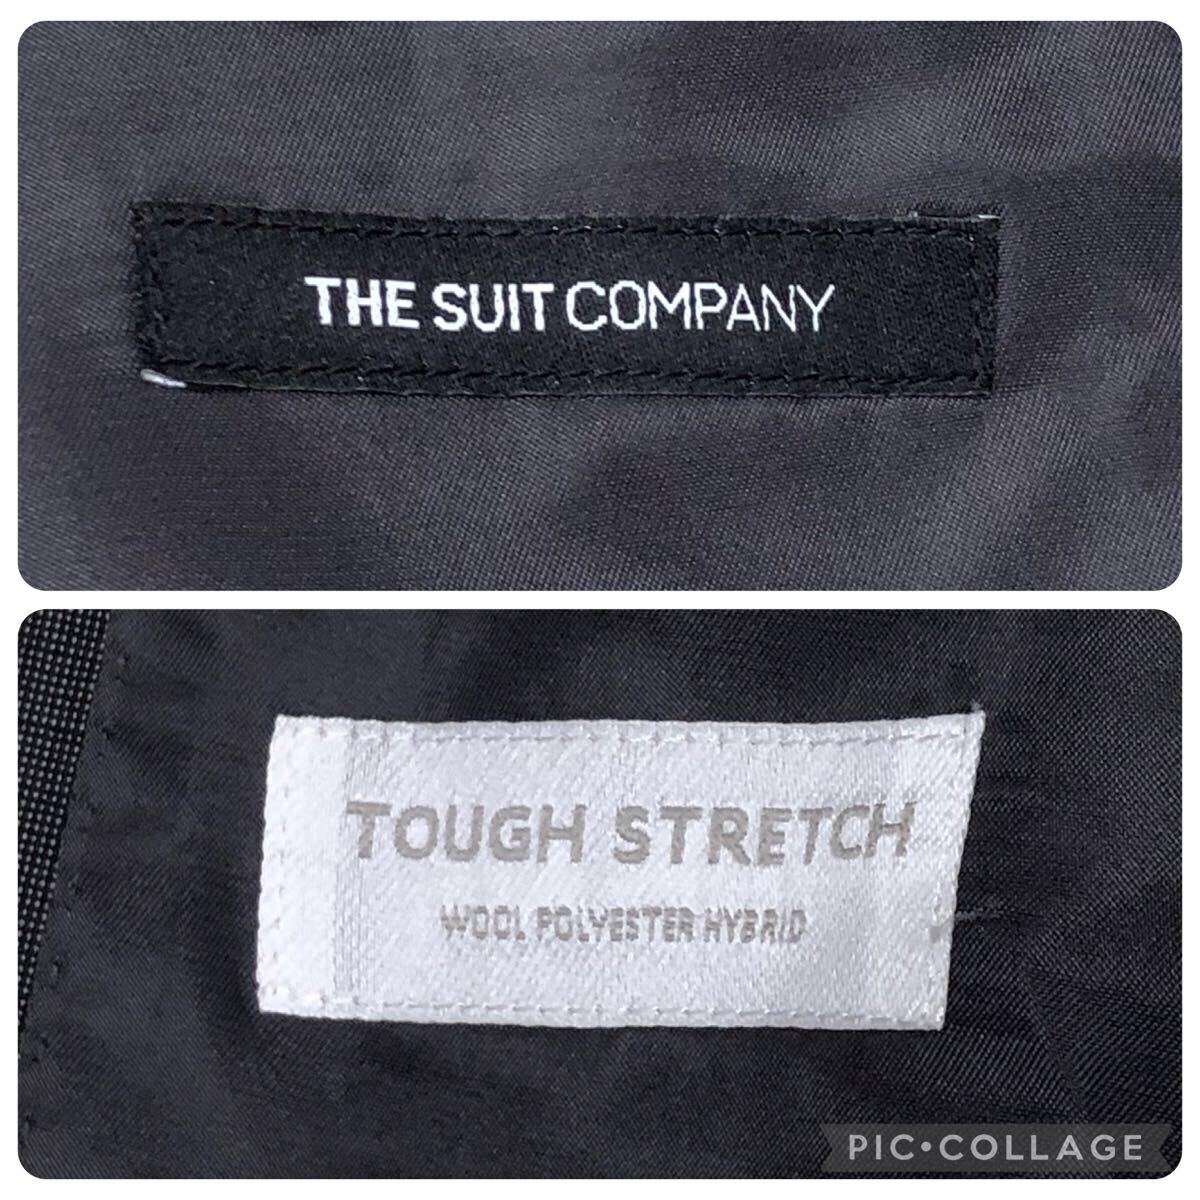 THE SUIT COMPANY
TOUGH STRETCH
WOOL POLYESTER HYBRID
PIC•COLLAGE